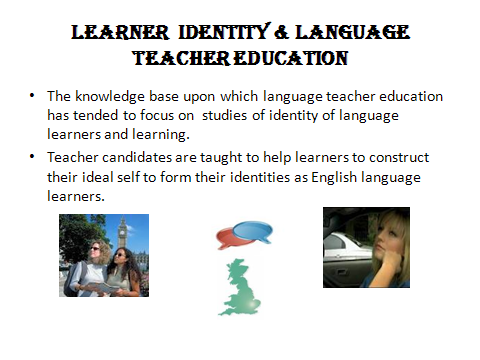 LEARNER IDENTITY & LANGUAGE
TEACHER EDUCATION
• The knowledge base upon which language teacher education
has tended to focus on studies of identity of language
learners and learning.
• Teacher candidates are taught to help learners to construct
their ideal self to form their identities as English language
learners.